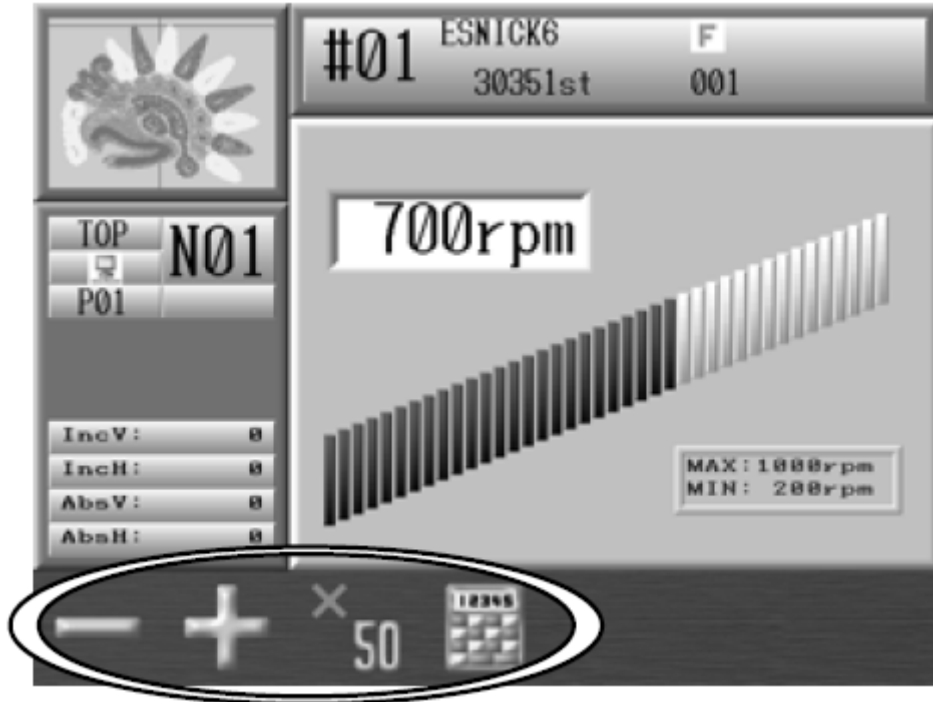 #01 ESNICK6 F
30351st 001
TOP N01
P01
700rpm
IncV: 0
IncH: 0
AbsV: 0
AbsH: 0
MAX:1000rpm
MIN: 200rpm
×50
12345